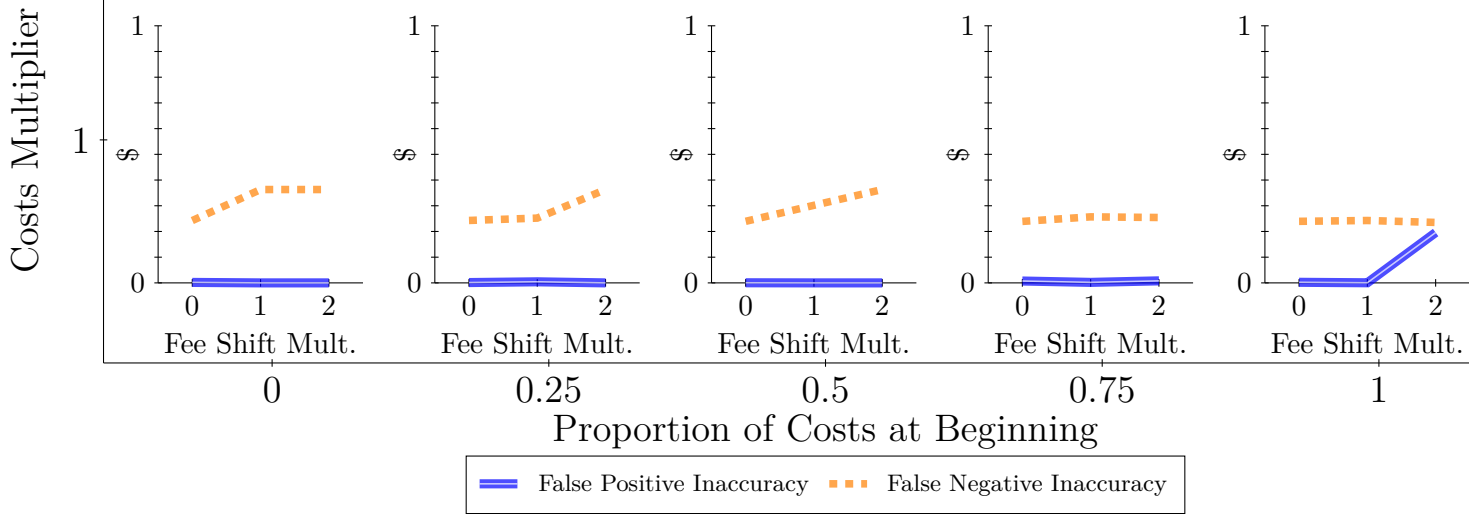 Costs Multiplier
1
1
$
0
0 1 2
Fee Shift Mult.
1
$
0
0 1 2
Fee Shift Mult.
1
$
0
0 1 2
Fee Shift Mult.
1
$
0
0 1 2
Fee Shift Mult.
1
$
0
0 1 2
Fee Shift Mult.
0 0.25 0.5 0.75 1
Proportion of Costs at Beginning
False Positive Inaccuracy False Negative Inaccuracy